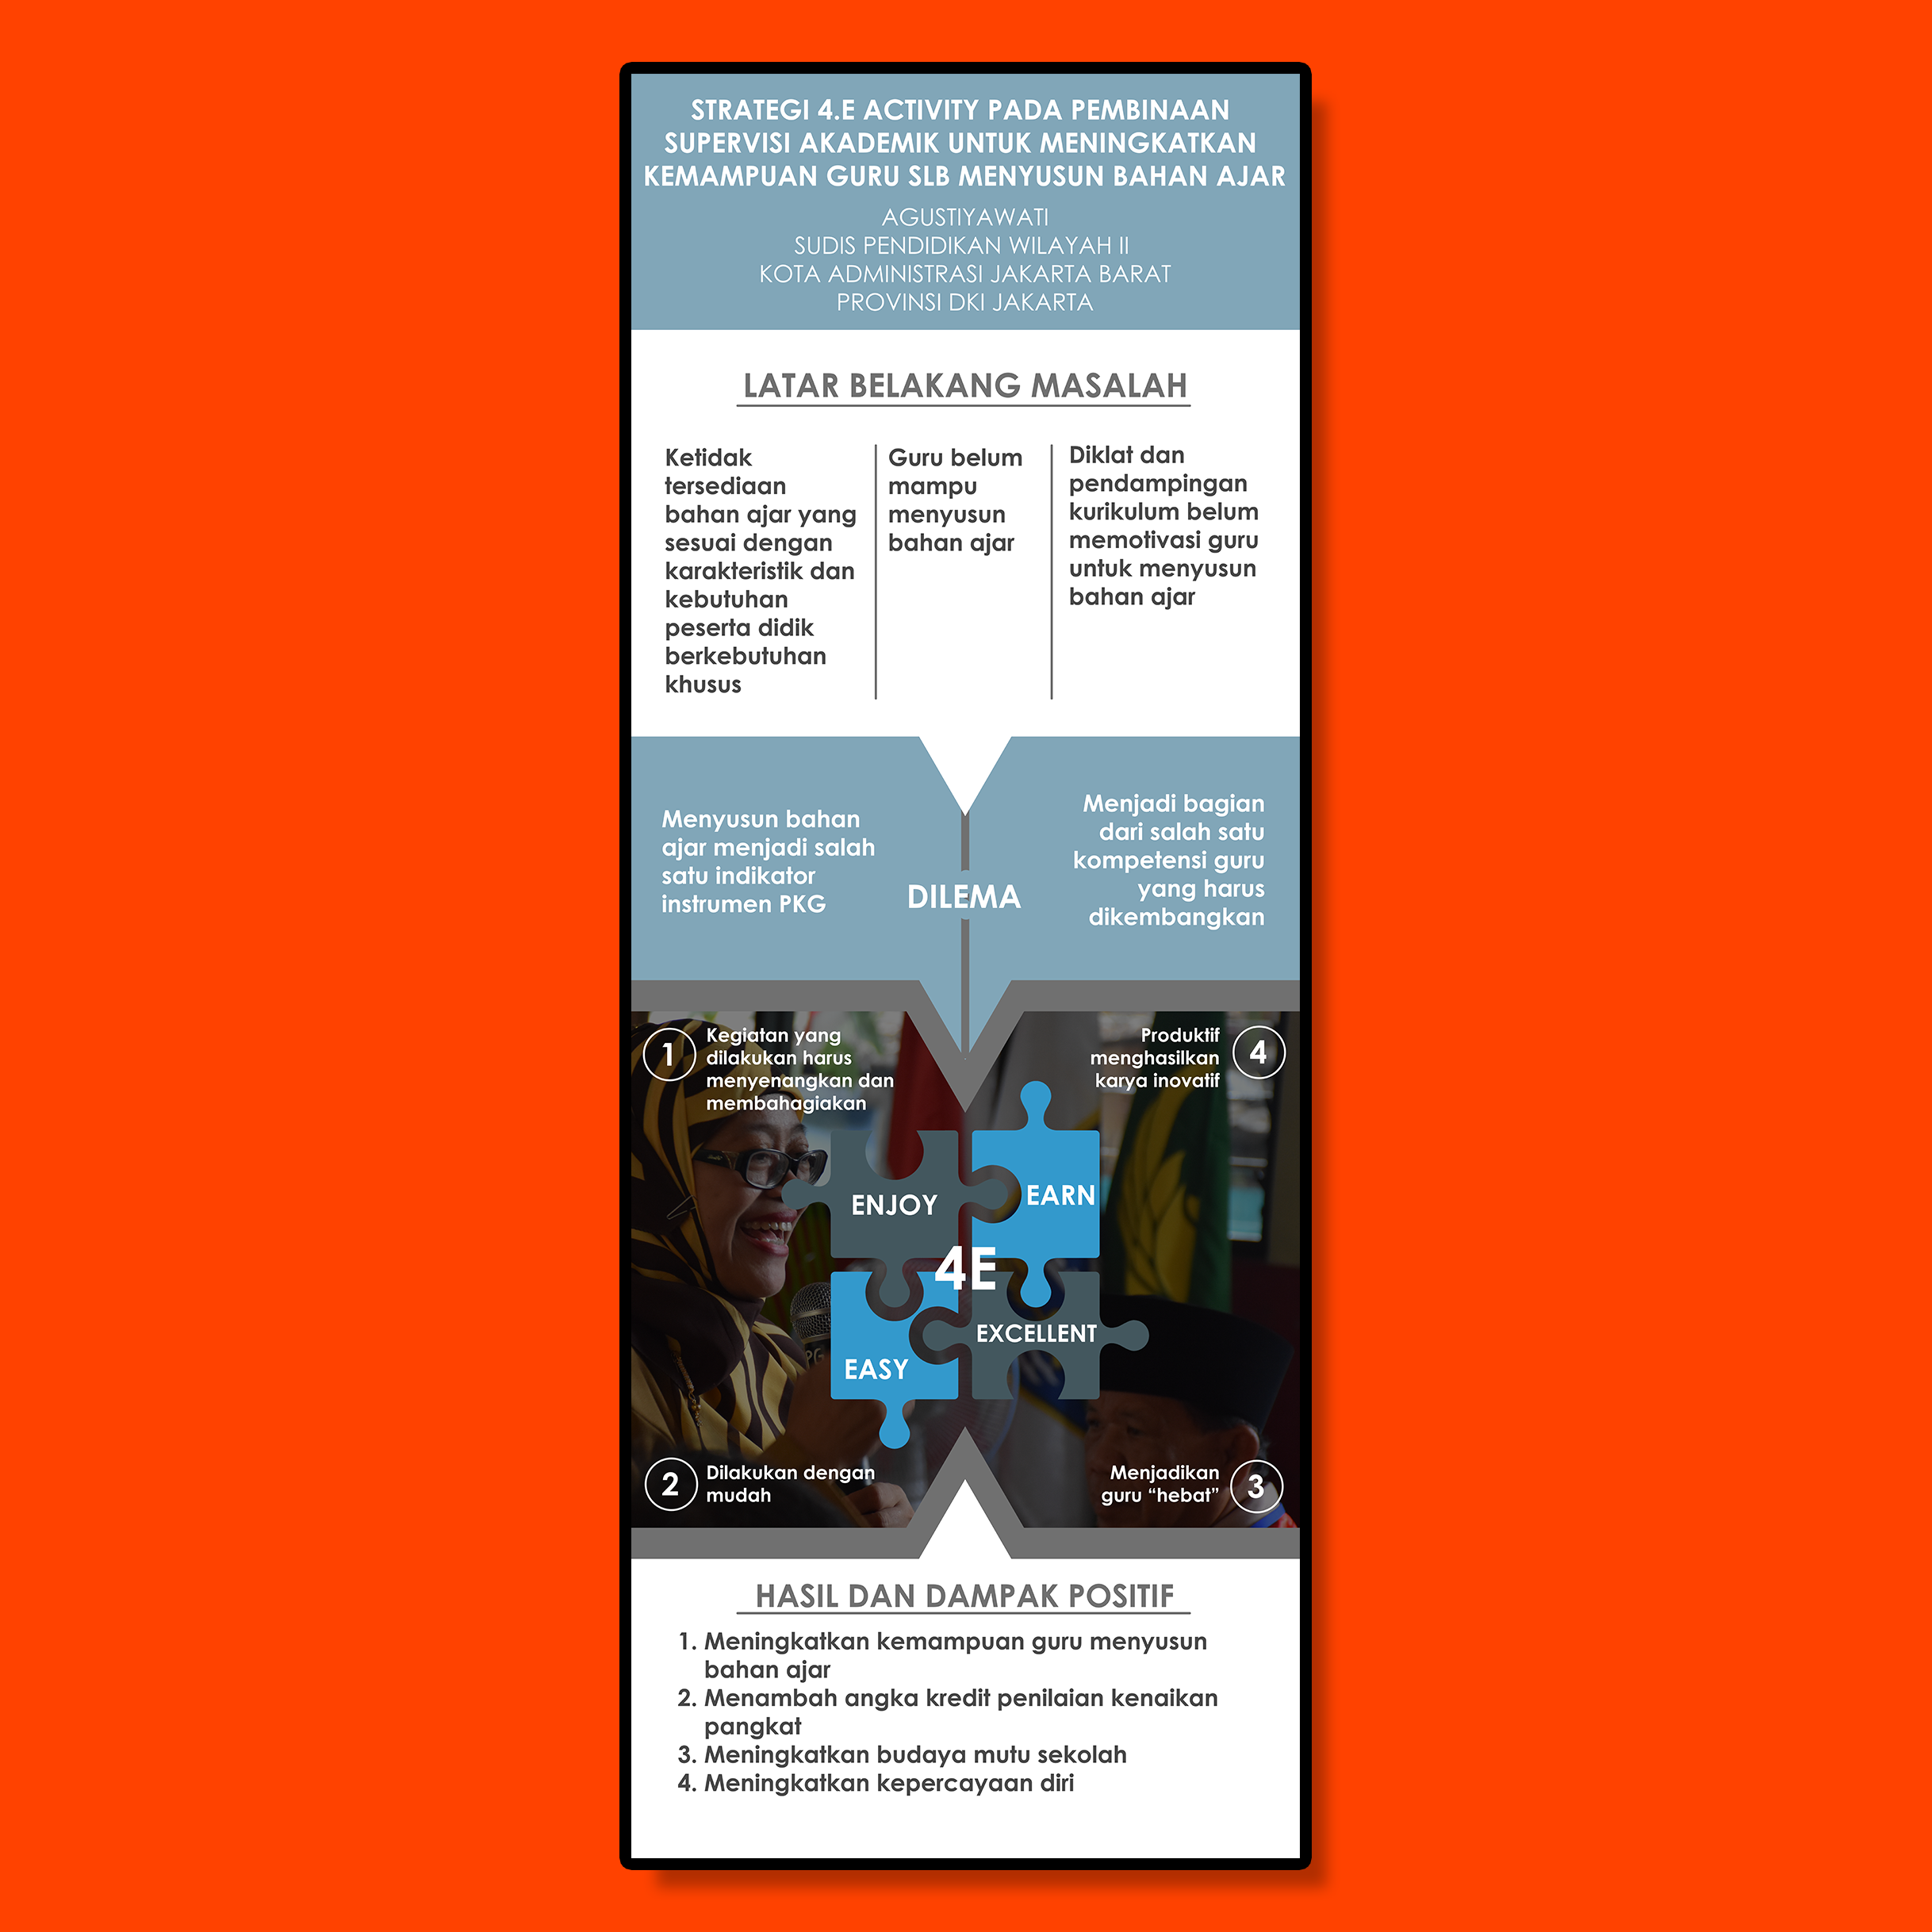 STRATEGI 4.E ACTIVITY PADA PEMBINAAN
SUPERVISI AKADEMIK UNTUK MENINGKATKAN
KEMAMPUAN GURU SLB MENYUSUN BAHAN AJAR
AGUSTIYAWATI
SUDIS PENDIDIKAN WILAYAH II
KOTA ADMINISTRASI JAKARTA BARAT
PROVINSI DKI JAKARTA
LATAR BELAKANG MASALAH
Ketidak
tersediaan
bahan ajar yang
sesuai dengan
karakteristik dan
kebutuhan
peserta didik
berkebutuhan
khusus
Guru belum
mampu
menyusun
bahan ajar
Diklat dan
pendampingan
kurikulum belum
memotivasi guru
untuk menyusun
bahan ajar
Menyusun bahan
ajar menjadi salah
satu indikator
instrumen PKG
DILEMA
Menjadi bagian
dari salah satu
kompetensi guru
yang harus
dikembangkan
1
Kegiatan yang
dilakukan harus
menyenangkan dan
membahagiakan
Produktif
menghasilkan
karya inovatif
4
ENJOY
EARN
4E
EASY
EXCELLENT
2
Dilakukan dengan
mudah
Menjadikan
guru “hebat”
3
HASIL DAN DAMPAK POSITIF
1. Meningkatkan kemampuan guru menyusun
bahan ajar
2. Menambah angka kredit penilaian kenaikan
pangkat
3. Meningkatkan budaya mutu sekolah
4. Meningkatkan kepercayaan diri